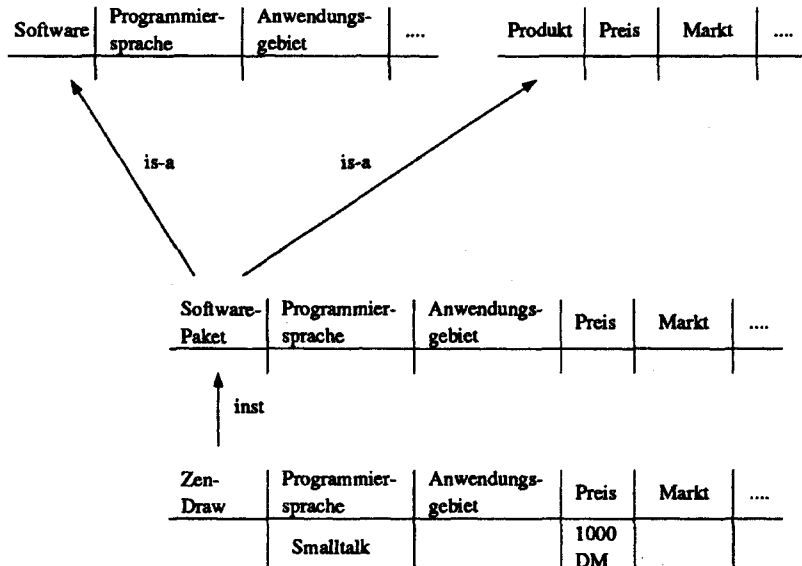 Software Programmier- Anwendungs- ....
sprache gebiet
Produkt Preis Markt ....
is-a is-a
Software- Programmier- Anwendungs- Preis Markt ....
Paket sprache gebiet
inst
Zen- Programmier- Anwendungs- Preis Markt ....
Draw sprache gebiet
Smalltalk 1000
DM